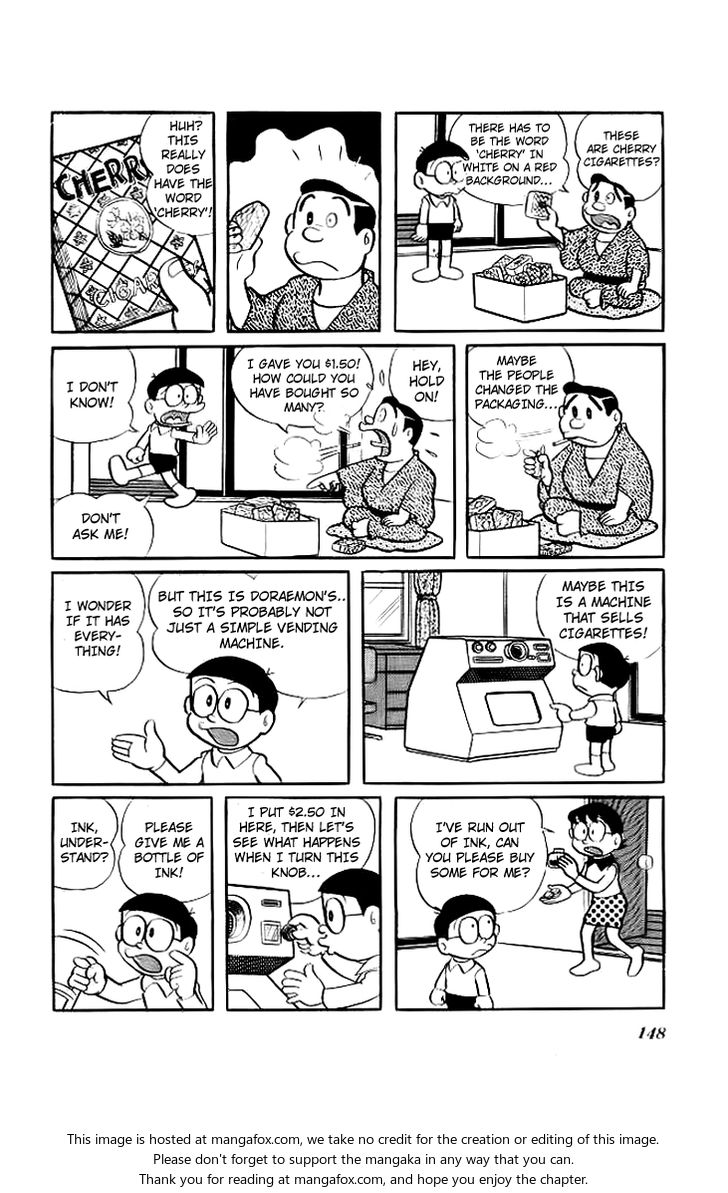 THESE
ARE CHERRY
CIGARETTES?
THERE HAS TO
BE THE WORD
'CHERRY' IN
WHITE ON A RED
BACKGROUND...
HUH?
THIS
REALLY
DOES
HAVE THE
WORD
'CHERRY'!
CHERR
CIGAR
MAYBE
THE PEOPLE
CHANGED THE
PACKAGING...
HEY,
HOLD
ON!
I GAVE YOU $1.50!
HOW COULD YOU
HAVE BOUGHT SO
MANY?
I DON'T
KNOW!
DON'T
ASK ME!
MAYBE THIS
IS A MACHINE
THAT SELLS
CIGARETTES!
BUT THIS IS DORAEMON'S..
SO IT'S PROBABLY NOT
JUST A SIMPLE VENDING
MACHINE.
I WONDER
IF IT HAS
EVERY-
THING!
I'VE RUN OUT
OF INK, CAN
YOU PLEASE BUY
SOME FOR ME?
I PUT $2.50 IN
HERE, THEN LET'S
SEE WHAT HAPPENS
WHEN I TURN THIS
KNOB...
PLEASE
GIVE ME A
BOTTLE OF
INK!
INK,
UNDER-
STAND?
148
This image is hosted at mangafox.com, we take no credit for the creation or editing of this image.
Please don't forget to support the mangaka in any way that you can.
Thank you for reading at mangafox.com, and hope you enjoy the chapter.